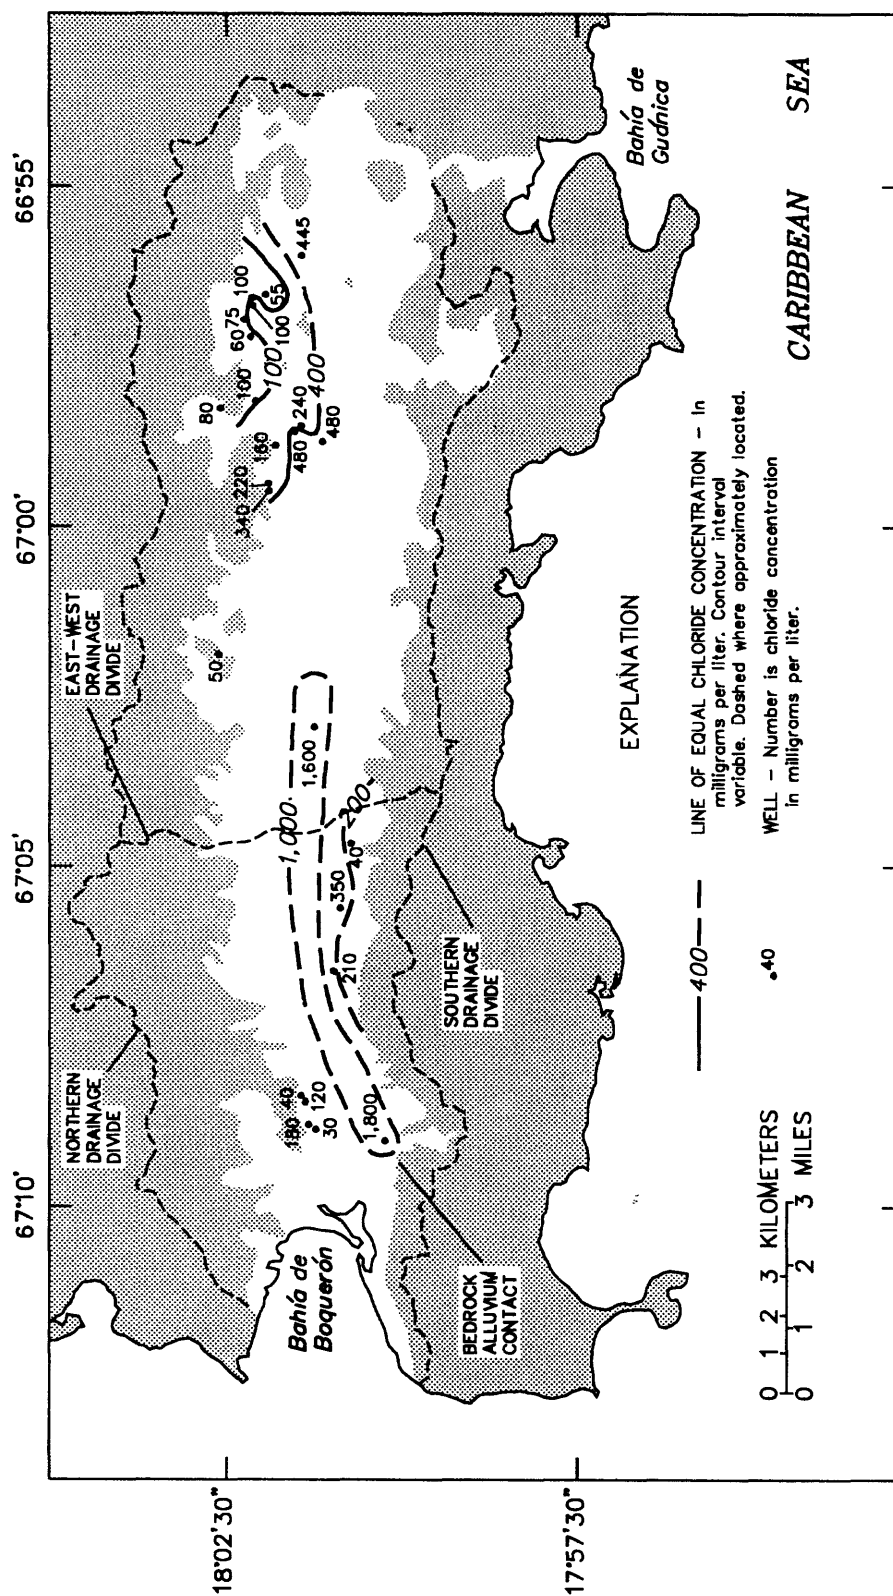 67°10'
67°05'
67°00'
66°55'
18°02'30"
17°57'30"
NORTHERN
DRAINAGE
DIVIDE
EAST-WEST
DRAINAGE
DIVIDE
Bahía de
Boquerón
BEDROCK
ALLUVIUM
CONTACT
SOUTHERN
DRAINAGE
DIVIDE
180
40
120
30
1,800
210
350
40
200
1,000
1,600
50
340
220
160
80
100
480
240
480
400
100
60
75
100
100
55
445
Bahía de
Guánica
CARIBBEAN SEA
EXPLANATION
400
LINE OF EQUAL CHLORIDE CONCENTRATION – In
milligrams per liter. Contour interval
variable. Dashed where approximately located.
40
WELL – Number is chloride concentration
in milligrams per liter.
0 1 2 3 KILOMETERS
0 1 2 3 MILES